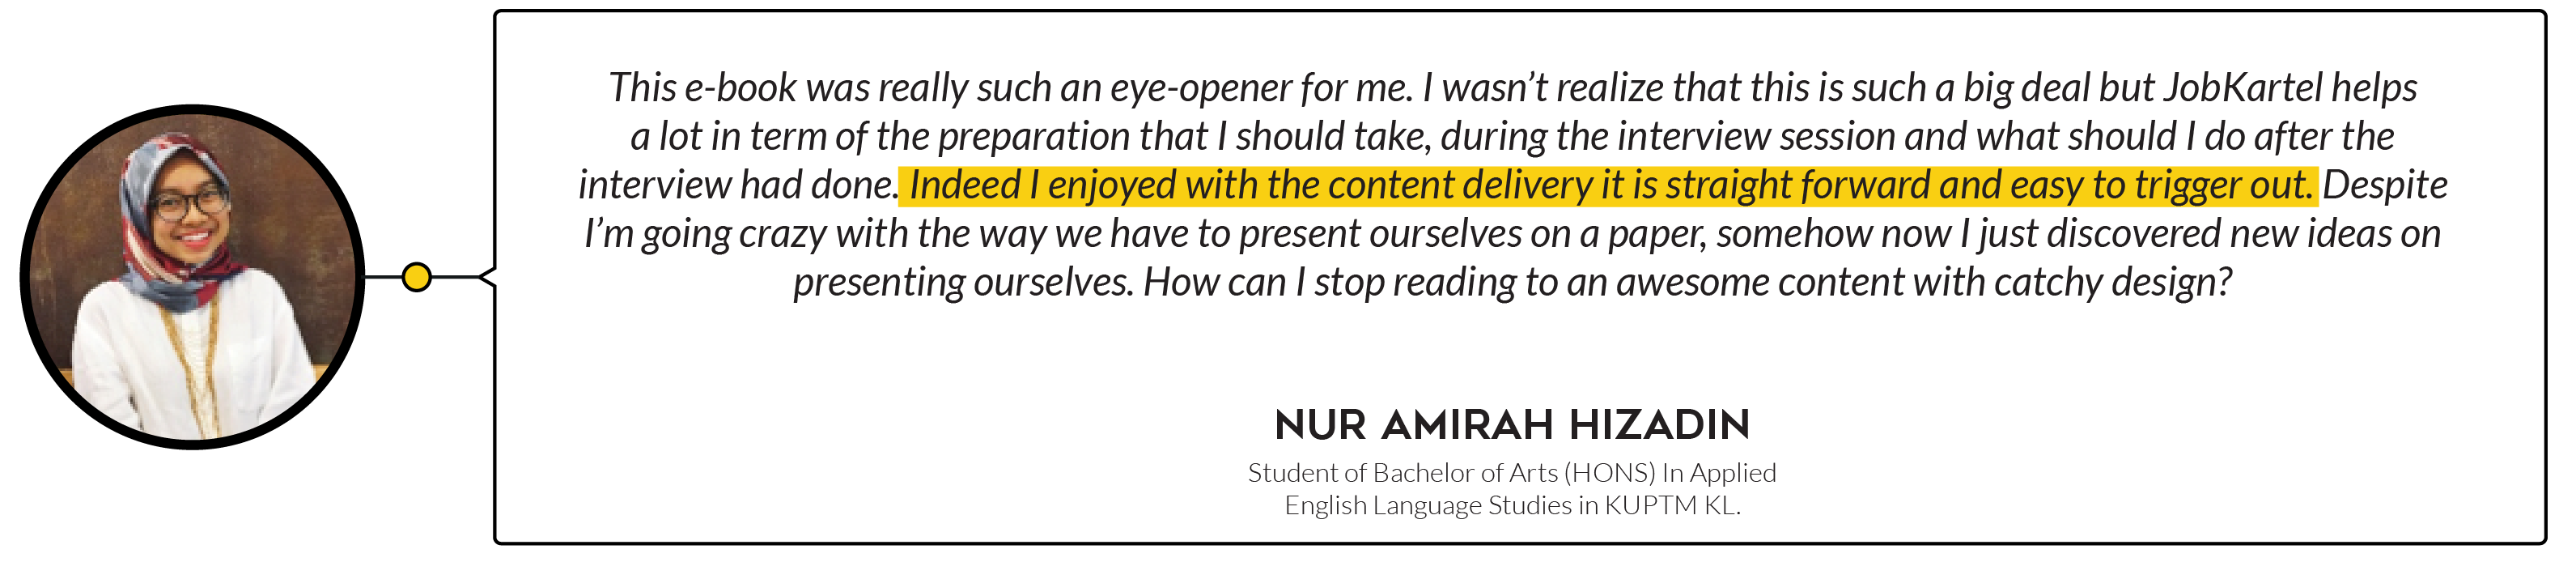 This e-book was really such an eye-opener for me. I wasn’t realize that this is such a big deal but JobKartel helps
a lot in term of the preparation that I should take, during the interview session and what should I do after the
interview had done. Indeed I enjoyed with the content delivery it is straight forward and easy to trigger out. Despite
I’m going crazy with the way we have to present ourselves on a paper, somehow now I just discovered new ideas on
presenting ourselves. How can I stop reading to an awesome content with catchy design?
NUR AMIRAH HIZADIN
Student of Bachelor of Arts (HONS) In Applied
English Language Studies in KUPTM KL.